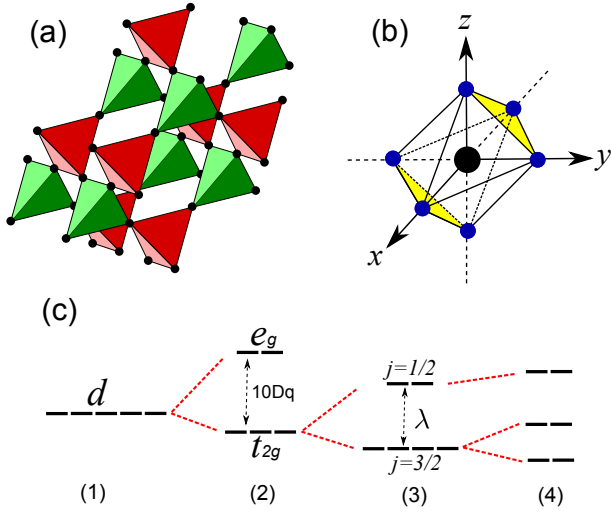 (a)
(b)
z
y
x
(c)
d
e_g
10Dq
t_2g
j=1/2
λ
j=3/2
(1)
(2)
(3)
(4)